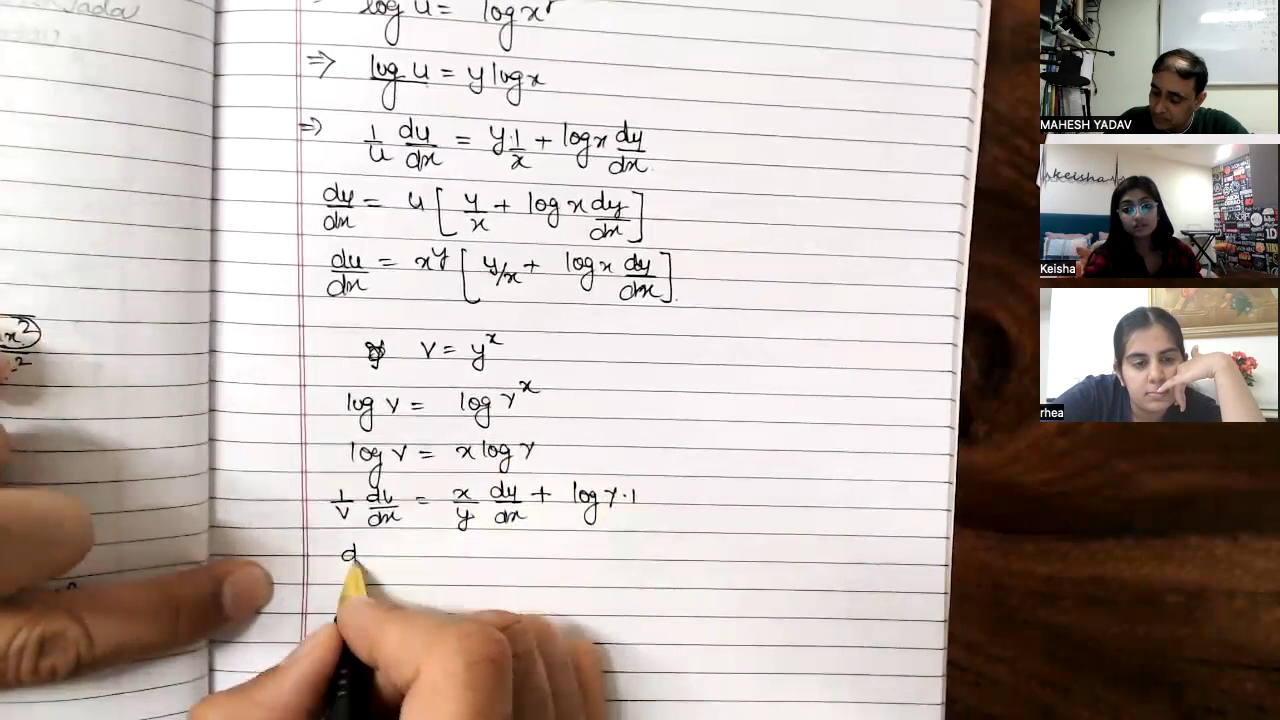 log u = log x^y
⇒ log u = y log x
⇒ 1/u du/dx = y.1/x + log x dy/dx.
du/dx = u [ y/x + log x dy/dx ]
du/dx = x^y [ y/x + log x dy/dx ].
v = y^x
log v = log y^x
log v = x log y
1/v dv/dx = x/y dy/dx + log y . 1
d
MAHESH YADAV
keisha
Keisha
rhea